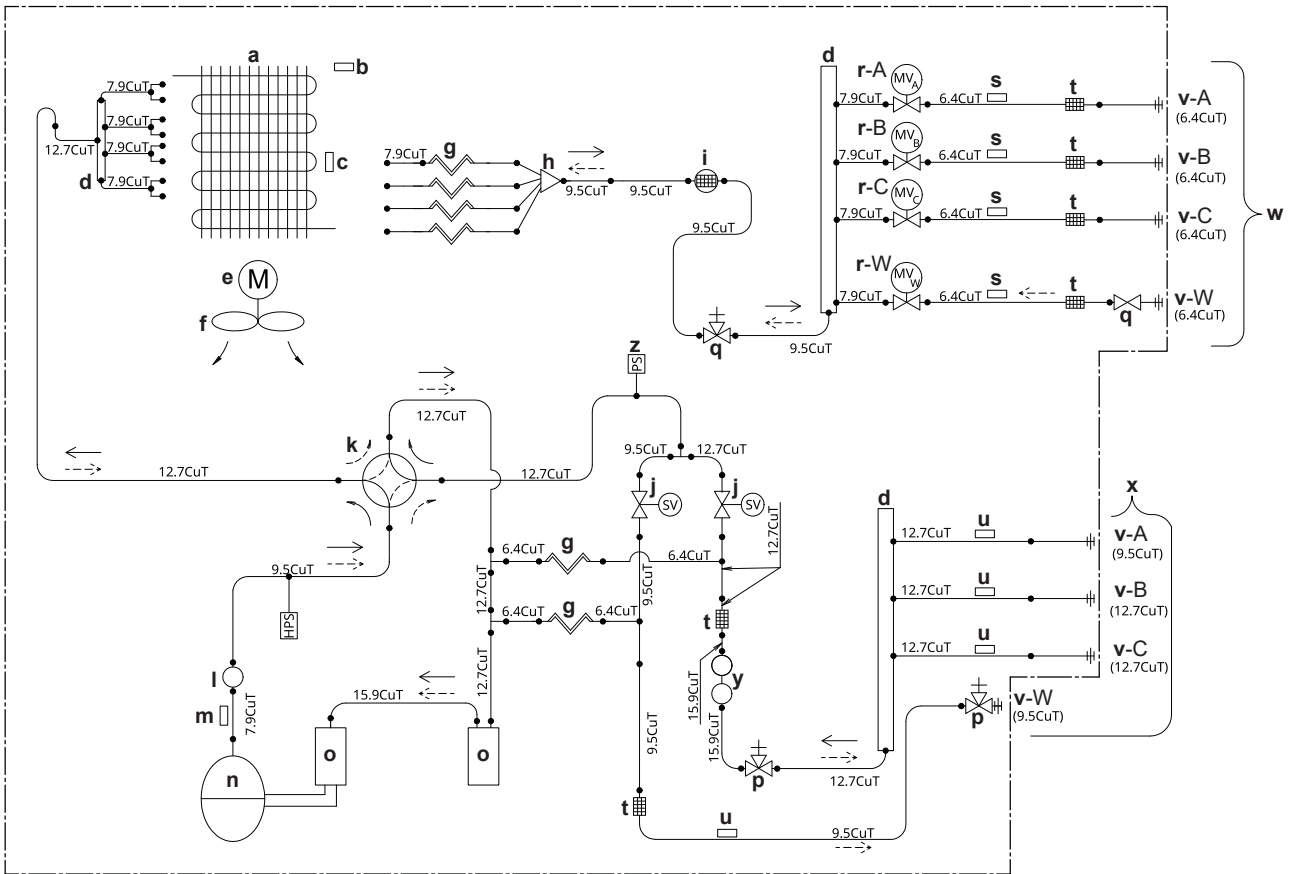 a
b
7.9CuT
7.9CuT
7.9CuT
7.9CuT
12.7CuT
d
c
e
M
f
7.9CuT
g
h
9.5CuT
9.5CuT
i
9.5CuT
q
9.5CuT
d
r-A
MVA
7.9CuT
6.4CuT
s
t
v-A
(6.4CuT)
r-B
MVB
7.9CuT
6.4CuT
s
t
v-B
(6.4CuT)
r-C
MVC
7.9CuT
6.4CuT
s
t
v-C
(6.4CuT)
w
r-W
MVW
7.9CuT
6.4CuT
s
t
q
v-W
(6.4CuT)
z
PS
12.7CuT
k
12.7CuT
12.7CuT
9.5CuT
12.7CuT
j
SV
j
SV
12.7CuT
9.5CuT
HPS
6.4CuT
g
6.4CuT
12.7CuT
9.5CuT
6.4CuT
g
6.4CuT
t
12.7CuT
l
m
7.9CuT
15.9CuT
n
o
o
15.9CuT
y
15.9CuT
9.5CuT
p
12.7CuT
d
12.7CuT
u
v-A
(9.5CuT)
x
12.7CuT
u
v-B
(12.7CuT)
12.7CuT
u
v-C
(12.7CuT)
p
v-W
(9.5CuT)
t
u
9.5CuT